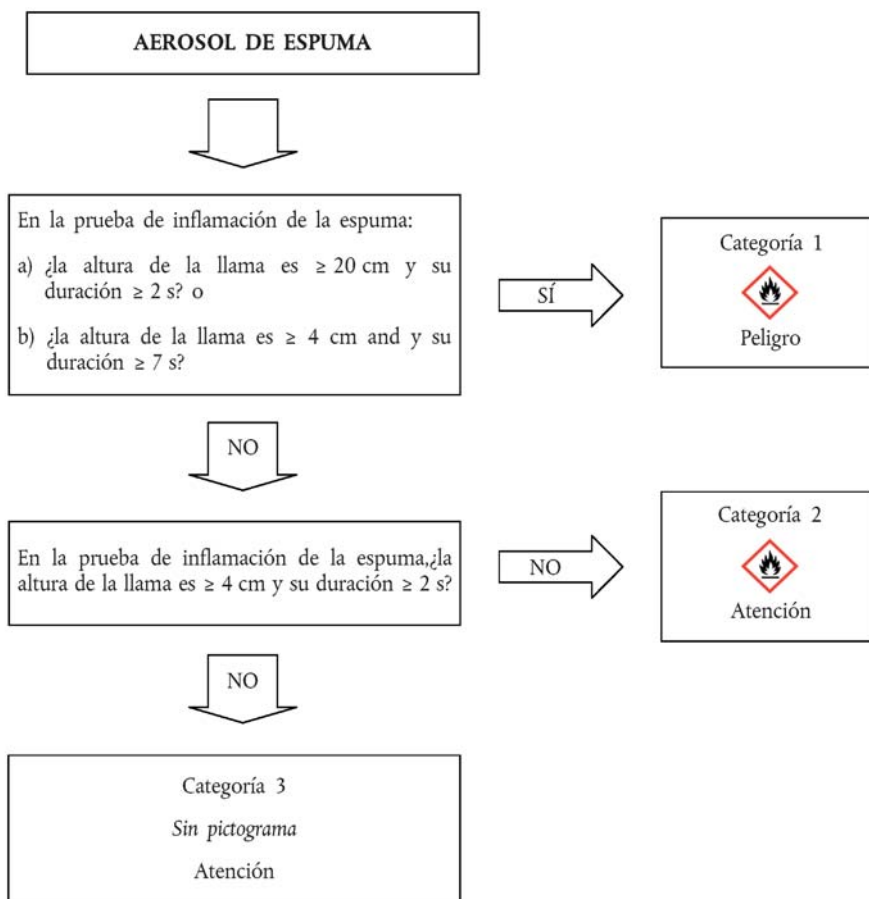 AEROSOL DE ESPUMA
En la prueba de inflamación de la espuma:
a) ¿la altura de la llama es ≥ 20 cm y su
duración ≥ 2 s? o
b) ¿la altura de la llama es ≥ 4 cm and y su
duración ≥ 7 s?
SÍ
Categoría 1
Peligro
NO
En la prueba de inflamación de la espuma,¿la
altura de la llama es ≥ 4 cm y su duración ≥ 2 s?
NO
Categoría 2
Atención
NO
Categoría 3
Sin pictograma
Atención